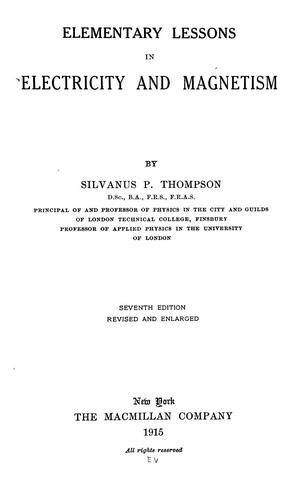 ELEMENTARY LESSONS
IN
ELECTRICITY AND MAGNETISM
BY
SILVANUS P. THOMPSON
D.Sc., B.A., F.R.S., F.R.A.S.
PRINCIPAL OF AND PROFESSOR OF PHYSICS IN THE CITY AND GUILDS
OF LONDON TECHNICAL COLLEGE, FINSBURY
PROFESSOR OF APPLIED PHYSICS IN THE UNIVERSITY
OF LONDON
SEVENTH EDITION
REVISED AND ENLARGED
New York
THE MACMILLAN COMPANY
1915
All rights reserved
EV